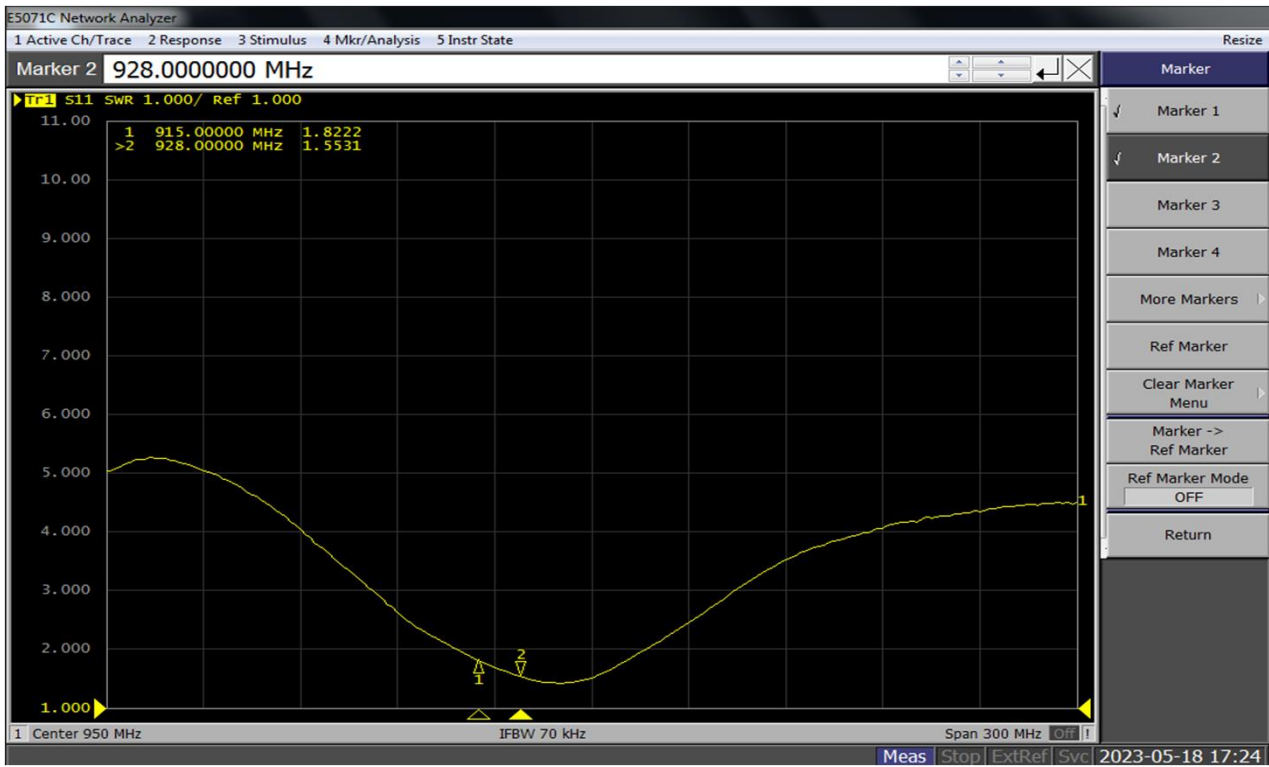 E5071C Network Analyzer
1 Active Ch/Trace 2 Response 3 Stimulus 4 Mkr/Analysis 5 Instr State Resize
Marker 2 928.0000000 MHz
Marker
Tr1 S11 SWR 1.000/ Ref 1.000
11.00
1 915.00000 MHz 1.8222
>2 928.00000 MHz 1.5531
10.00
9.000
8.000
7.000
6.000
5.000
4.000
3.000
2.000
1.000
1
2
1
Marker 1
Marker 2
Marker 3
Marker 4
More Markers
Ref Marker
Clear Marker
Menu
Marker ->
Ref Marker
Ref Marker Mode
OFF
Return
1 Center 950 MHz IFBW 70 kHz Span 300 MHz Off !
Meas Stop ExtRef Svc 2023-05-18 17:24